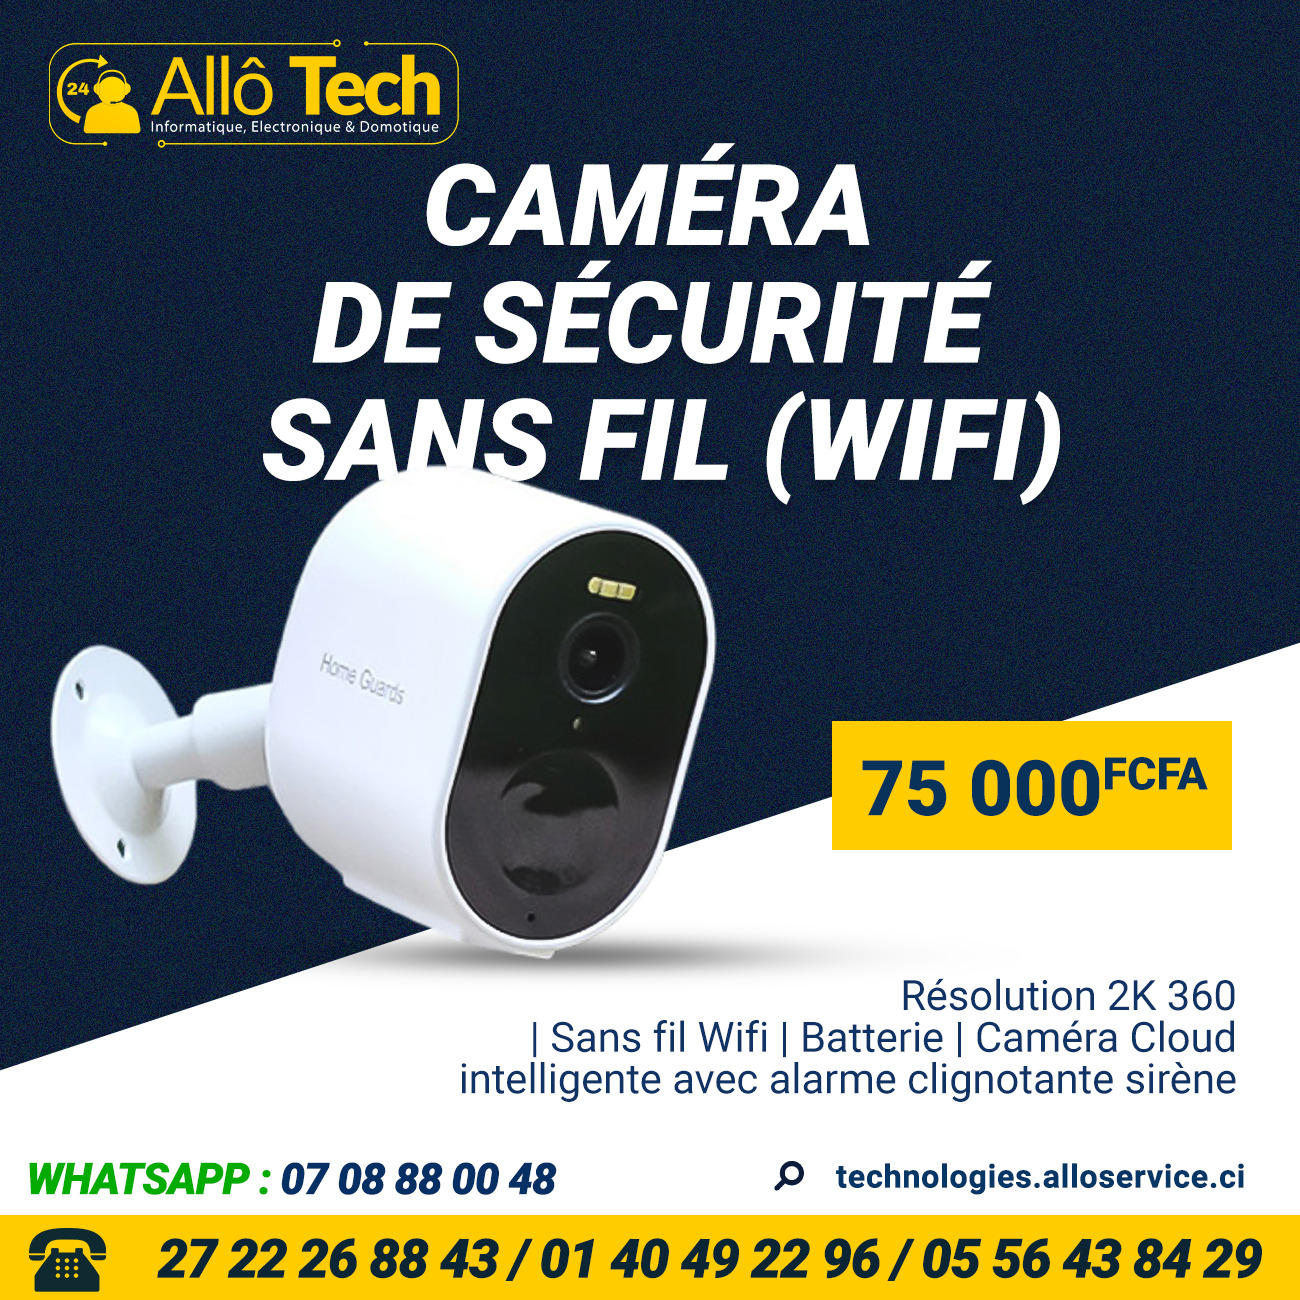 24
Allô Tech
Informatique, Electronique & Domotique
CAMÉRA
DE SÉCURITÉ
SANS FIL (WIFI)
Home Guards
75 000FCFA
Résolution 2K 360
| Sans fil Wifi | Batterie | Caméra Cloud
intelligente avec alarme clignotante sirène
WHATSAPP : 07 08 88 00 48
technologies.alloservice.ci
27 22 26 88 43 / 01 40 49 22 96 / 05 56 43 84 29